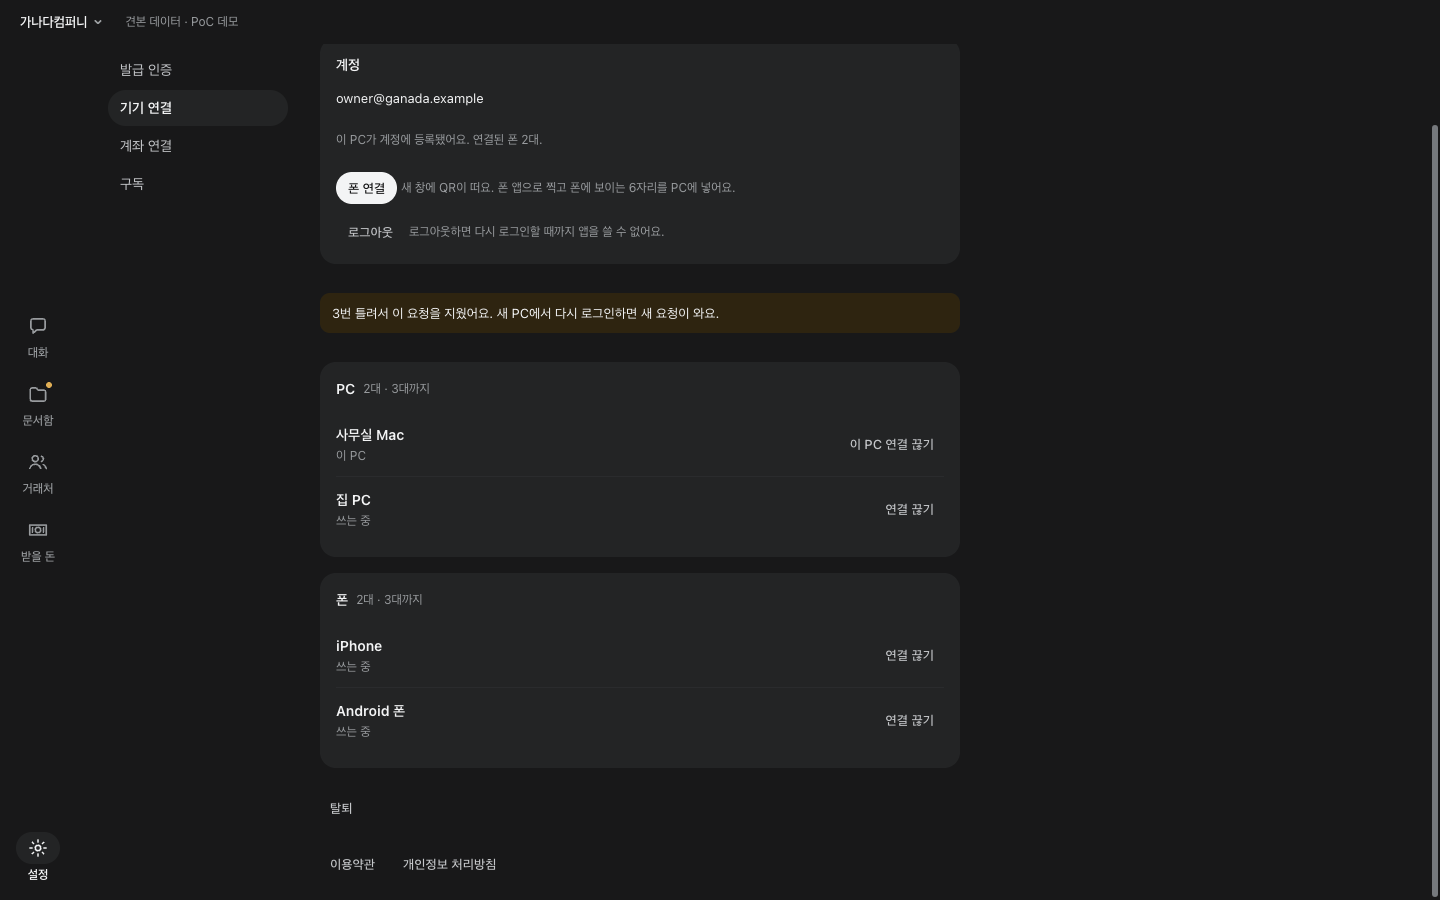 가나다컴퍼니
견본 데이터 · PoC 데모
발급 인증
기기 연결
계좌 연결
구독
대화
문서함
거래처
받을 돈
설정
계정
owner@ganada.example
이 PC가 계정에 등록됐어요. 연결된 폰 2대.
폰 연결 새 창에 QR이 떠요. 폰 앱으로 찍고 폰에 보이는 6자리를 PC에 넣어요.
로그아웃 로그아웃하면 다시 로그인할 때까지 앱을 쓸 수 없어요.
3번 틀려서 이 요청을 지웠어요. 새 PC에서 다시 로그인하면 새 요청이 와요.
PC 2대 · 3대까지
사무실 Mac
이 PC
이 PC 연결 끊기
집 PC
쓰는 중
연결 끊기
폰 2대 · 3대까지
iPhone
쓰는 중
연결 끊기
Android 폰
쓰는 중
연결 끊기
탈퇴
이용약관 개인정보 처리방침